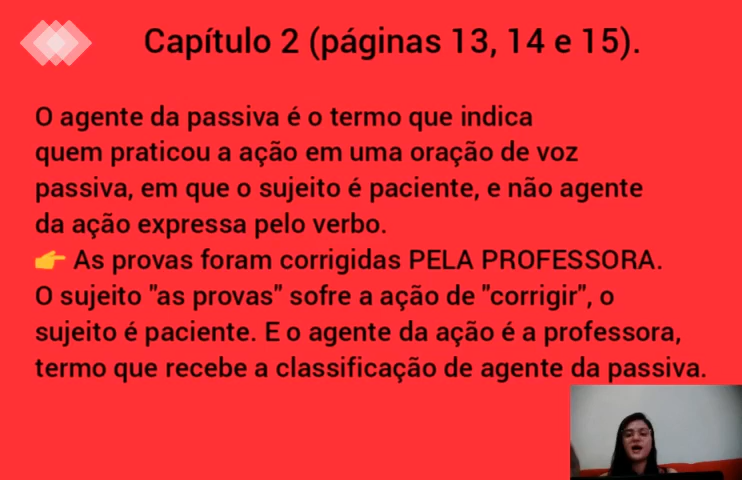 Capítulo 2 (páginas 13, 14 e 15).
O agente da passiva é o termo que indica
quem praticou a ação em uma oração de voz
passiva, em que o sujeito é paciente, e não agente
da ação expressa pelo verbo.
👉 As provas foram corrigidas PELA PROFESSORA.
O sujeito "as provas" sofre a ação de "corrigir", o
sujeito é paciente. E o agente da ação é a professora,
termo que recebe a classificação de agente da passiva.